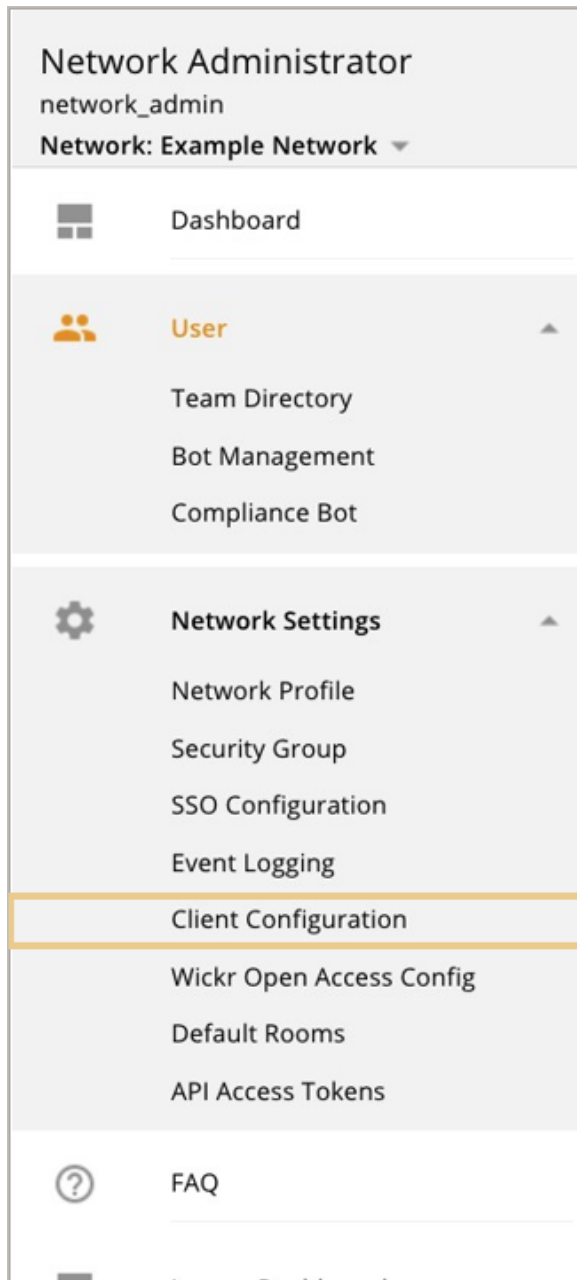 Network Administrator
network_admin
Network: Example Network
Dashboard
User
Team Directory
Bot Management
Compliance Bot
Network Settings
Network Profile
Security Group
SSO Configuration
Event Logging
Client Configuration
Wickr Open Access Config
Default Rooms
API Access Tokens
FAQ